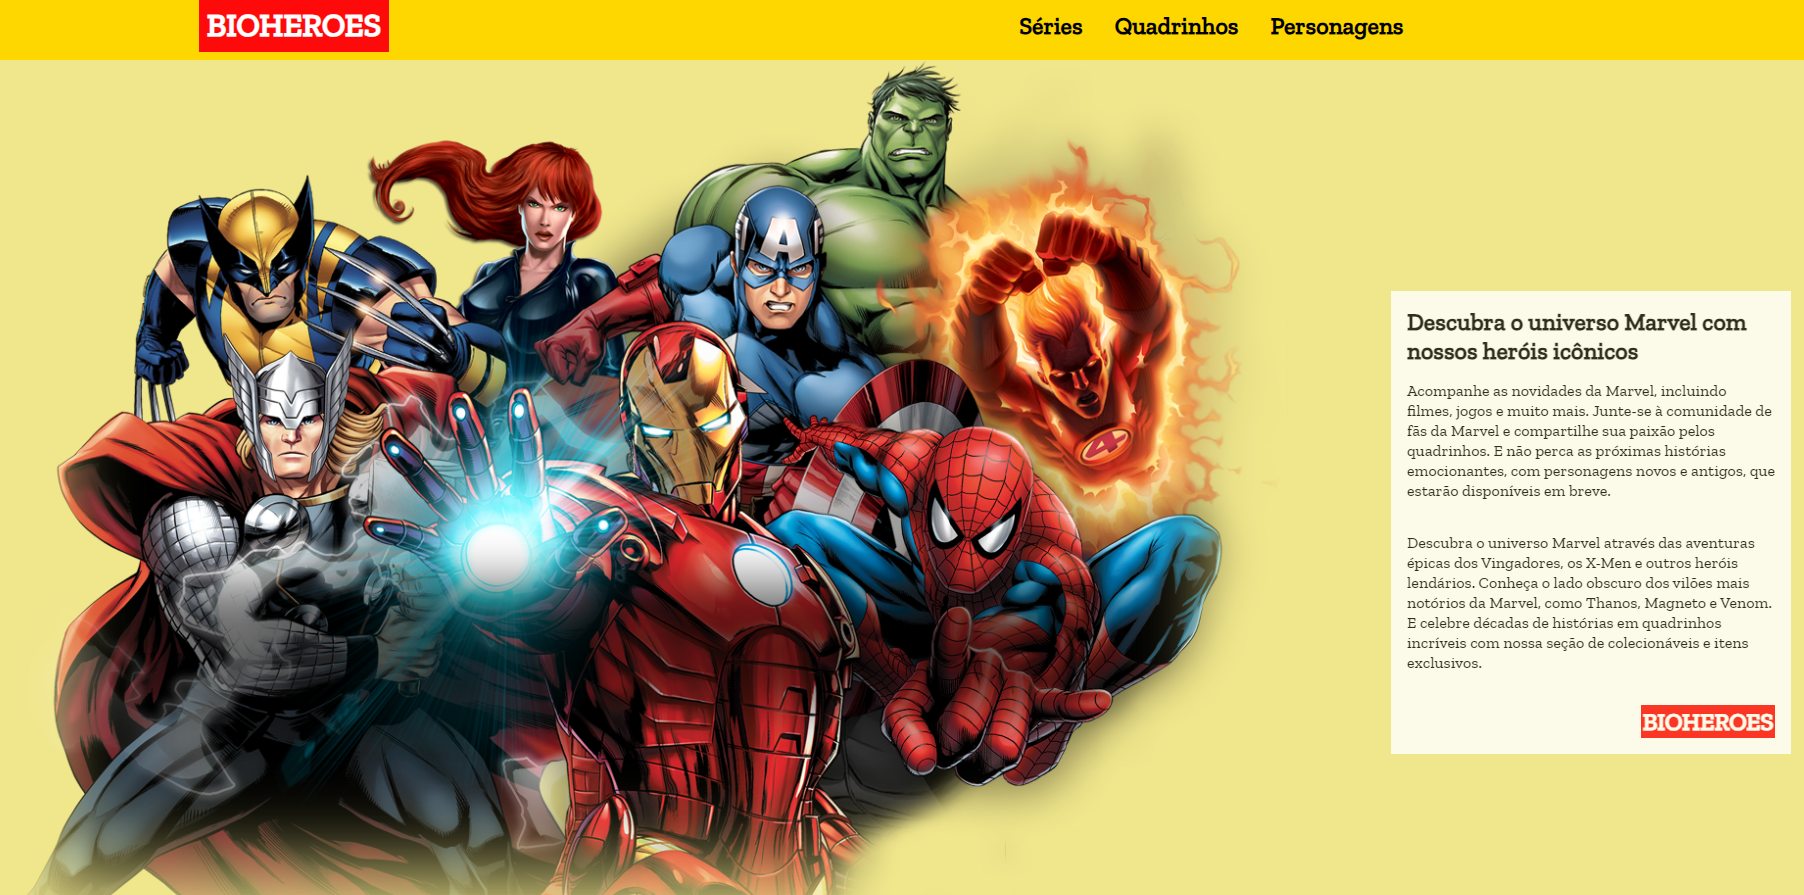 BIOHEROES
Séries Quadrinhos Personagens
A
4
Descubra o universo Marvel com
nossos heróis icônicos
Acompanhe as novidades da Marvel, incluindo
filmes, jogos e muito mais. Junte-se à comunidade de
fãs da Marvel e compartilhe sua paixão pelos
quadrinhos. E não perca as próximas histórias
emocionantes, com personagens novos e antigos, que
estarão disponíveis em breve.
Descubra o universo Marvel através das aventuras
épicas dos Vingadores, os X-Men e outros heróis
lendários. Conheça o lado obscuro dos vilões mais
notórios da Marvel, como Thanos, Magneto e Venom.
E celebre décadas de histórias em quadrinhos
incríveis com nossa seção de colecionáveis e itens
exclusivos.
BIOHEROES